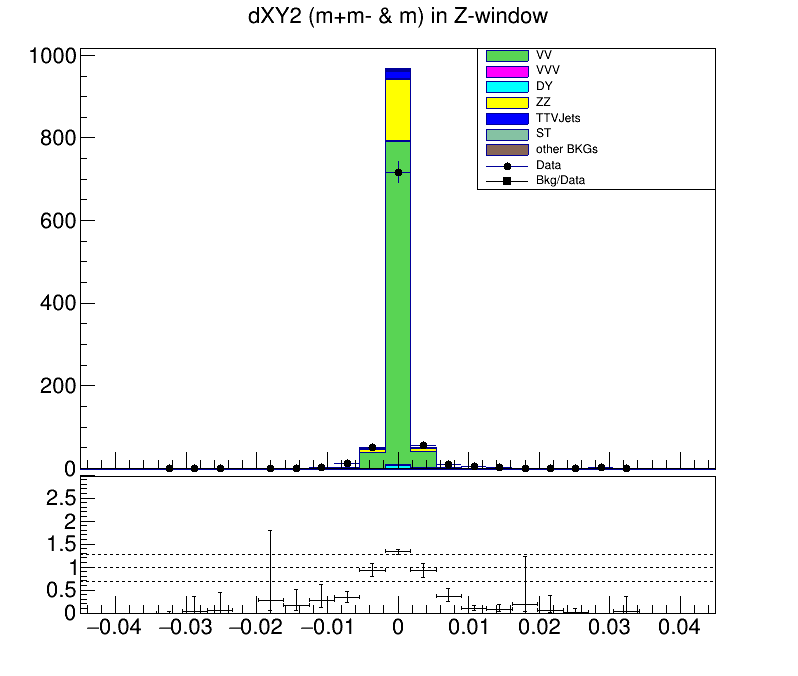 dXY2 (m+m- & m) in Z-window
1000
800
600
400
200
0
VV
VVV
DY
ZZ
TTVJets
ST
other BKGs
Data
Bkg/Data
2.5
2
1.5
1
0.5
0
−0.04 −0.03 −0.02 −0.01 0 0.01 0.02 0.03 0.04